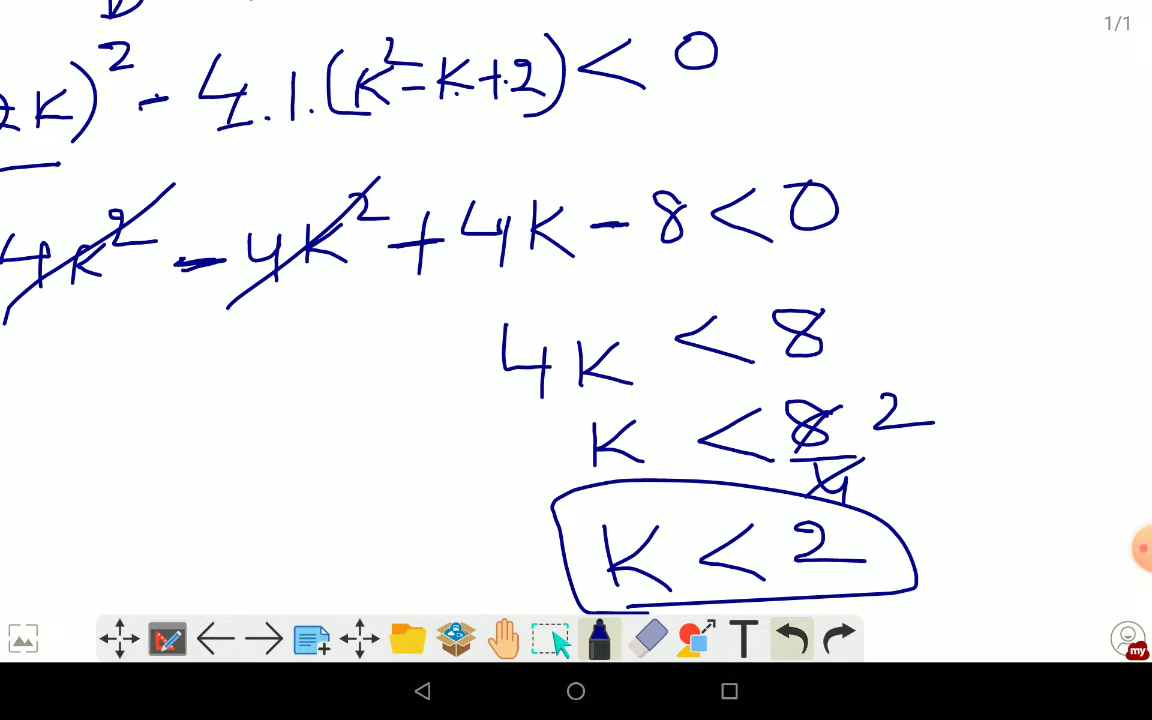 1/1
K)² - 4.1.(K² - K + 2) < 0
4K² - 4K² + 4K - 8 < 0
4K < 8
K < 8/4 2
K < 2
T
my